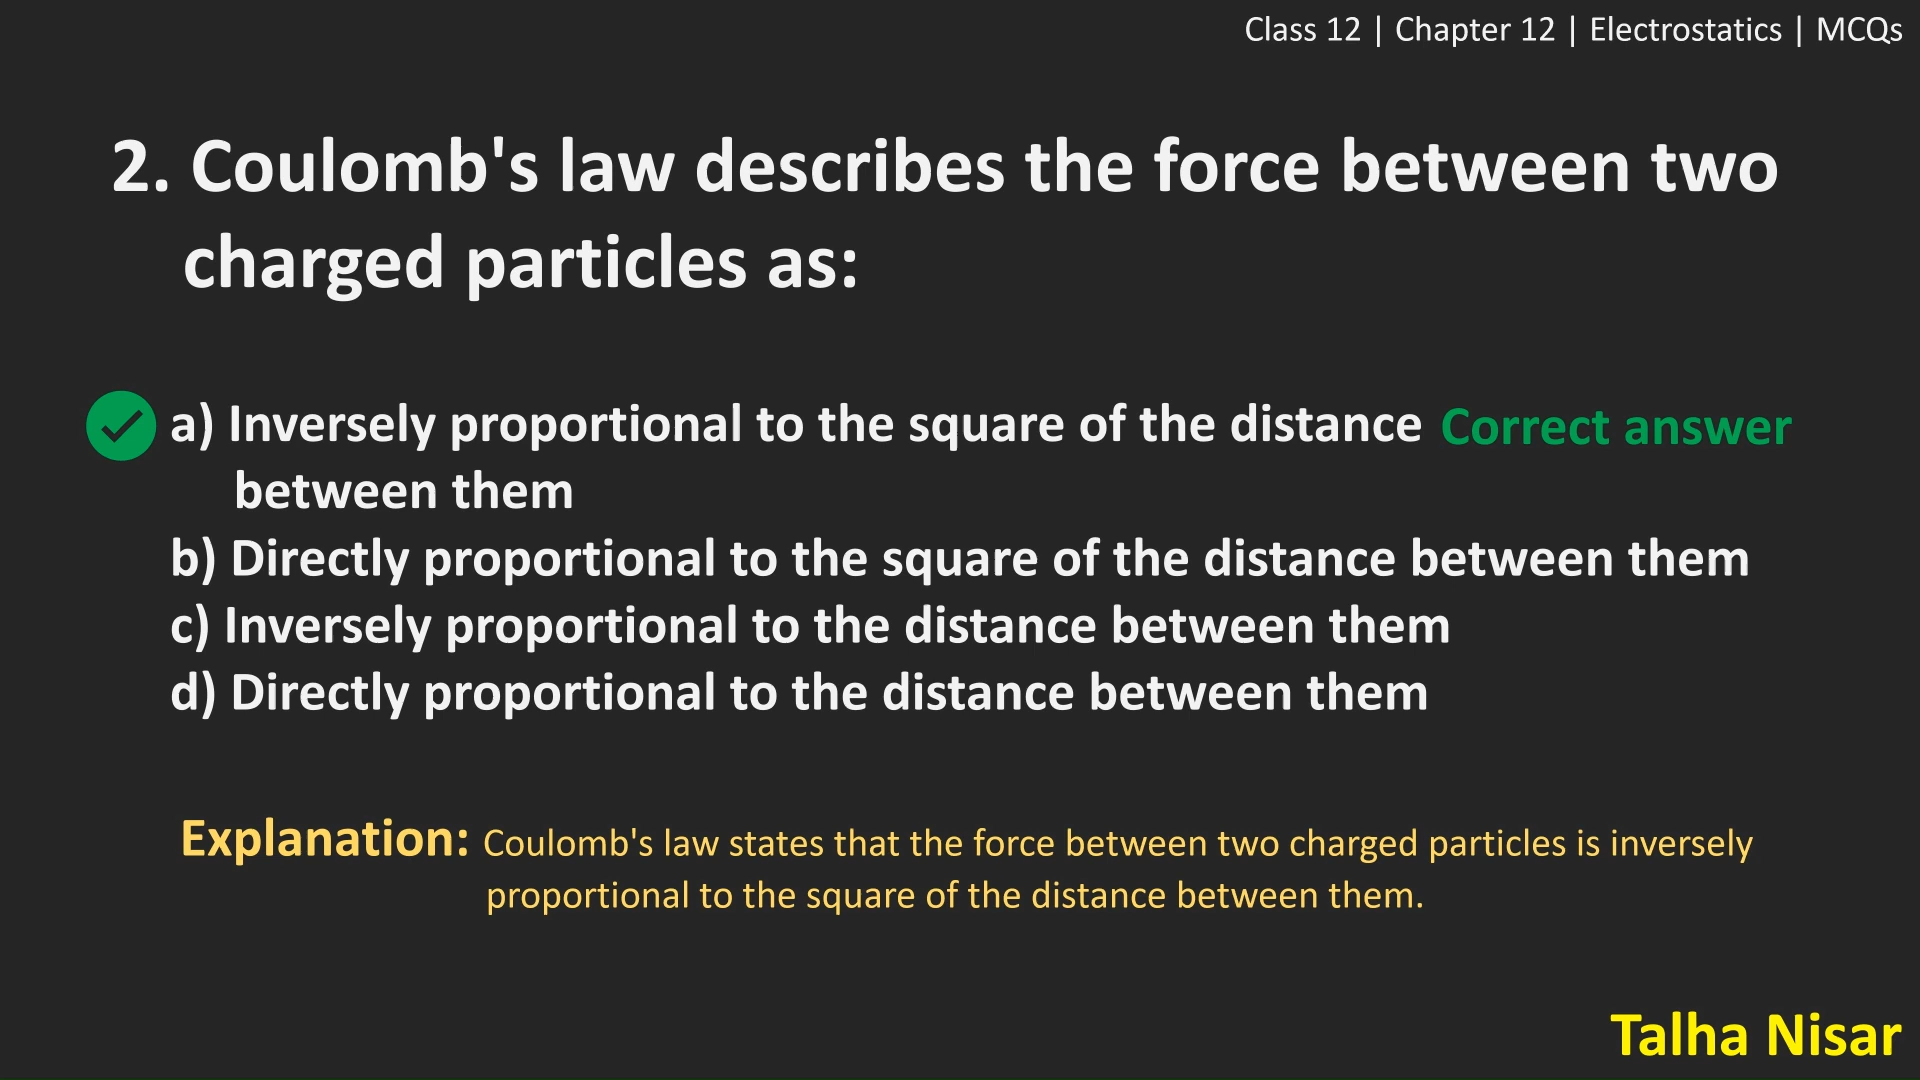 Class 12 | Chapter 12 | Electrostatics | MCQs
2. Coulomb's law describes the force between two
charged particles as:
a) Inversely proportional to the square of the distance Correct answer
between them
b) Directly proportional to the square of the distance between them
c) Inversely proportional to the distance between them
d) Directly proportional to the distance between them
Explanation: Coulomb's law states that the force between two charged particles is inversely
proportional to the square of the distance between them.
Talha Nisar